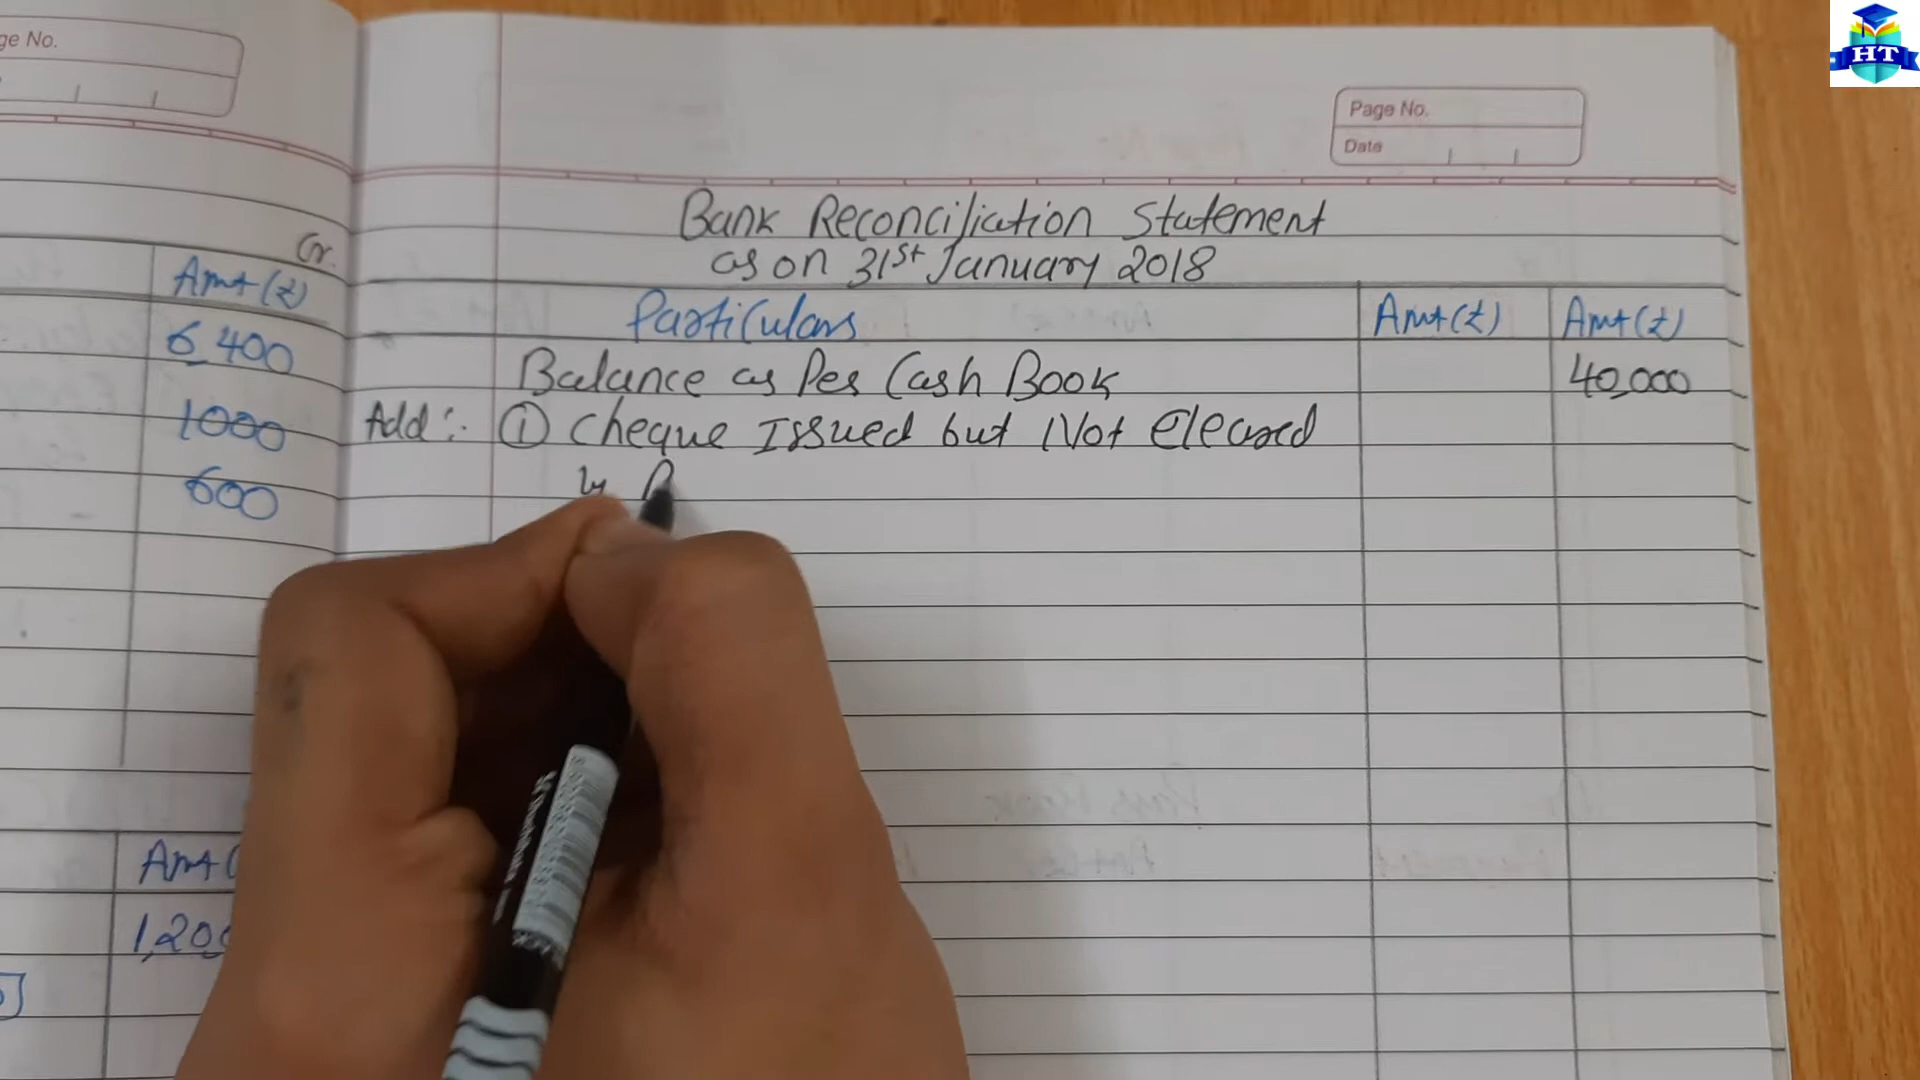 ge No.
Cr.
Amt(₹)
6,400
1000
600
Amt(
1,200
HT
Page No.
Date
Bank Reconciliation Statement
as on 31st January 2018
Particulars Amt(₹) Amt(₹)
Balance as Per Cash Book 40,000
Add :- ① Cheque Issued but Not Cleared
by